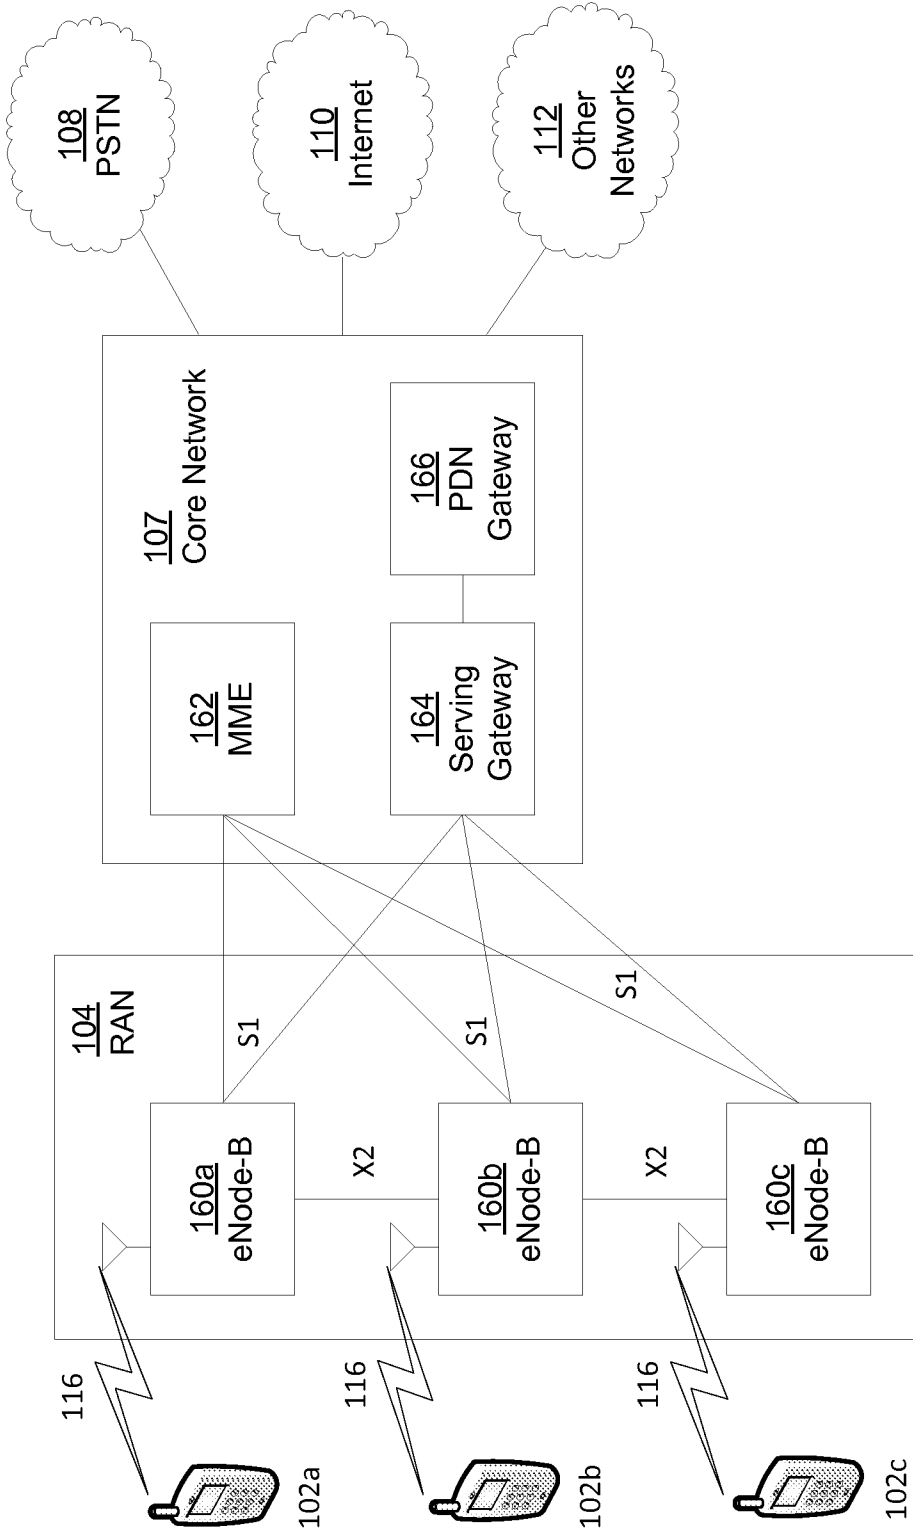 108
PSTN
110
Internet
112
Other
Networks
107
Core Network
162
MME
164
Serving
Gateway
166
PDN
Gateway
104
RAN
S1
S1
S1
160a
eNode-B
X2
160b
eNode-B
X2
160c
eNode-B
116
116
116
102a
102b
102c